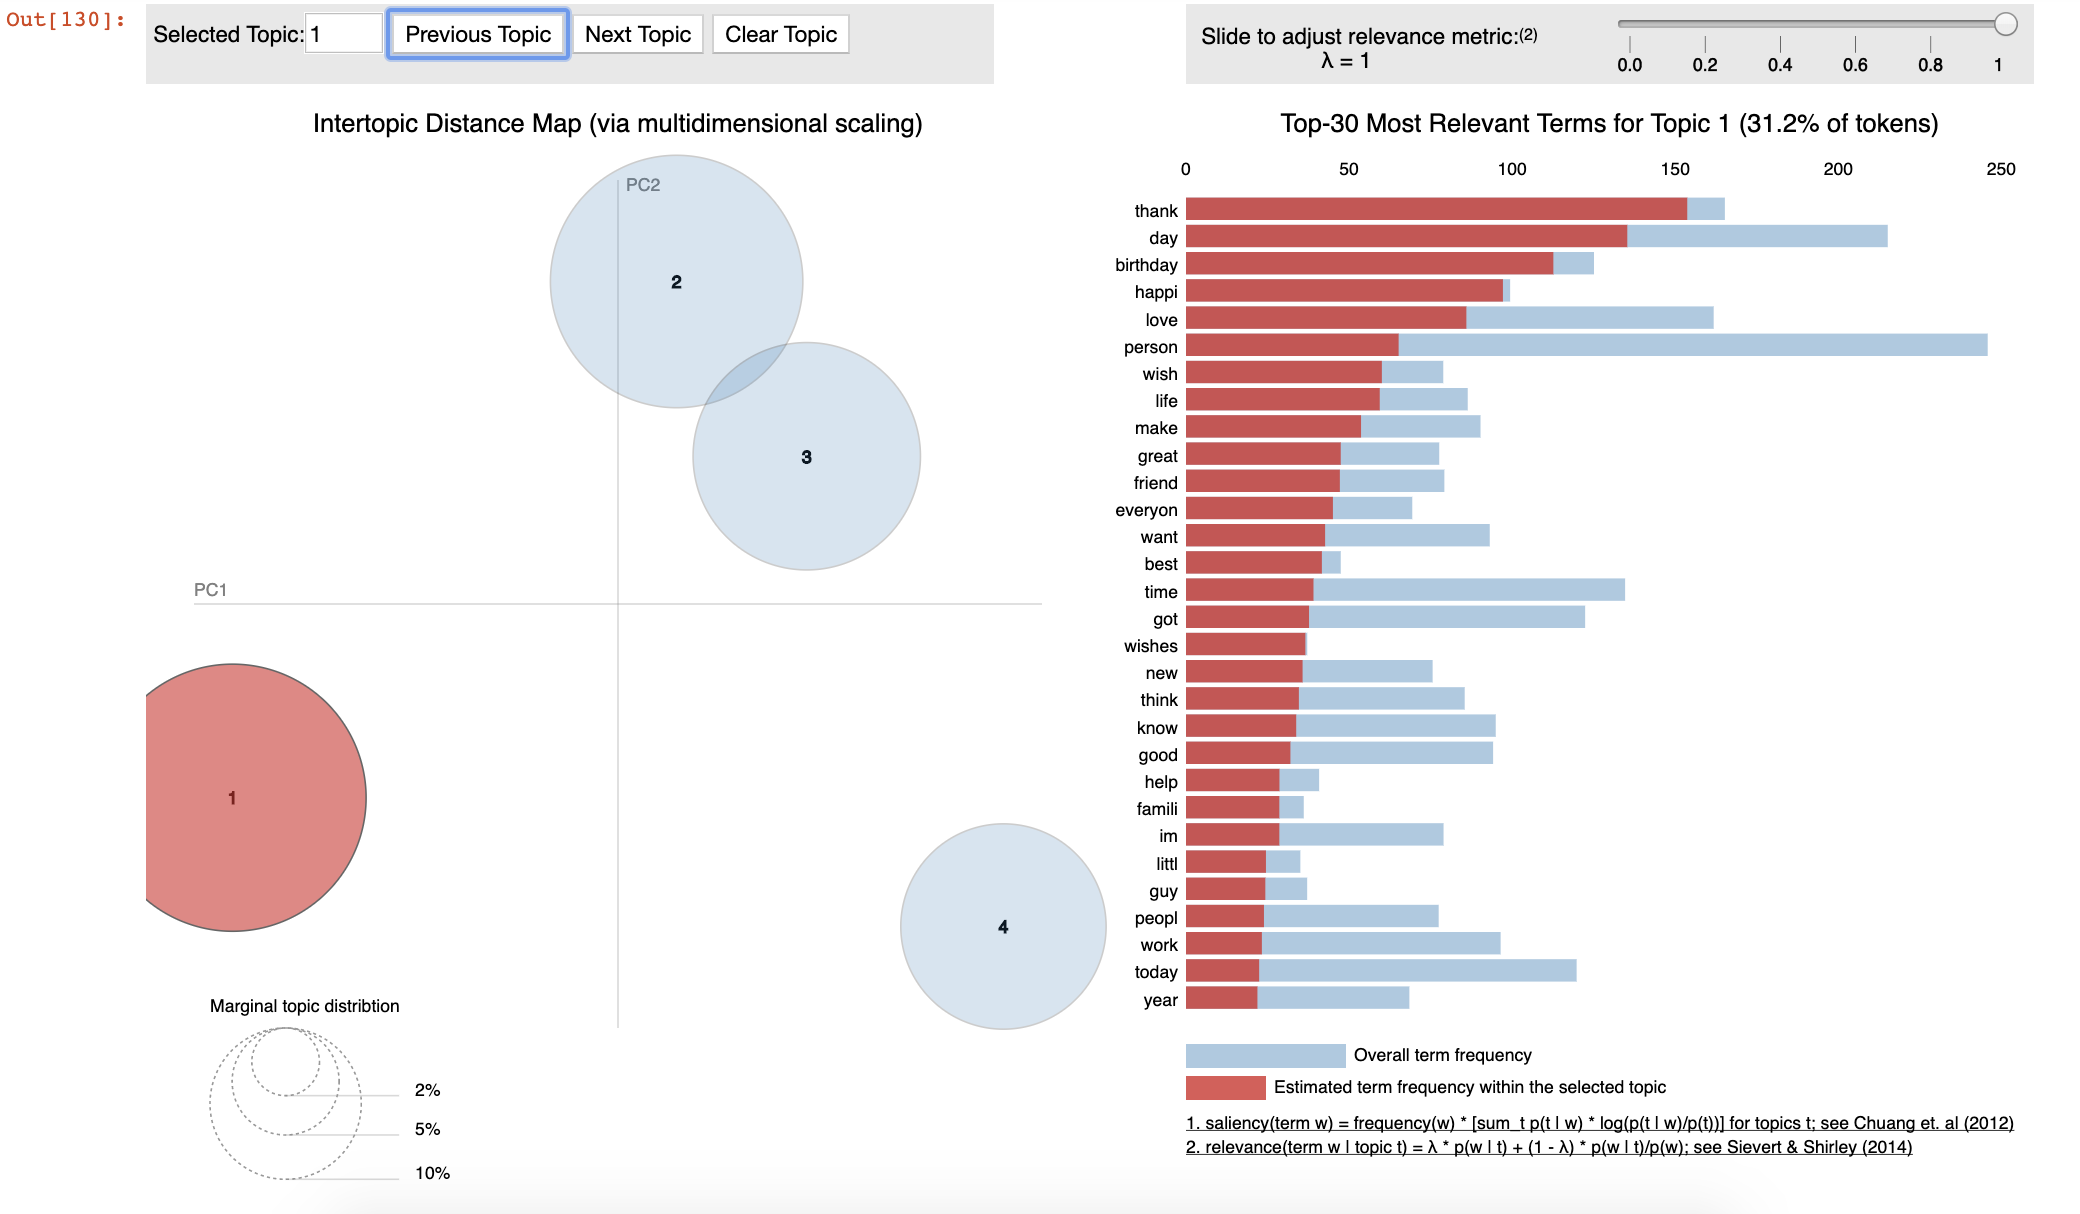 Out[130]:
Selected Topic: 1 Previous Topic Next Topic Clear Topic
Slide to adjust relevance metric:(2)
λ = 1
0.0 0.2 0.4 0.6 0.8 1
Intertopic Distance Map (via multidimensional scaling)
PC2
2
3
PC1
1
4
Marginal topic distribtion
2%
5%
10%
Top-30 Most Relevant Terms for Topic 1 (31.2% of tokens)
0 50 100 150 200 250
thank
day
birthday
happi
love
person
wish
life
make
great
friend
everyon
want
best
time
got
wishes
new
think
know
good
help
famili
im
littl
guy
peopl
work
today
year
Overall term frequency
Estimated term frequency within the selected topic
1. saliency(term w) = frequency(w) * [sum_t p(t | w) * log(p(t | w)/p(t))] for topics t; see Chuang et. al (2012)
2. relevance(term w | topic t) = λ * p(w | t) + (1 - λ) * p(w | t)/p(w); see Sievert & Shirley (2014)